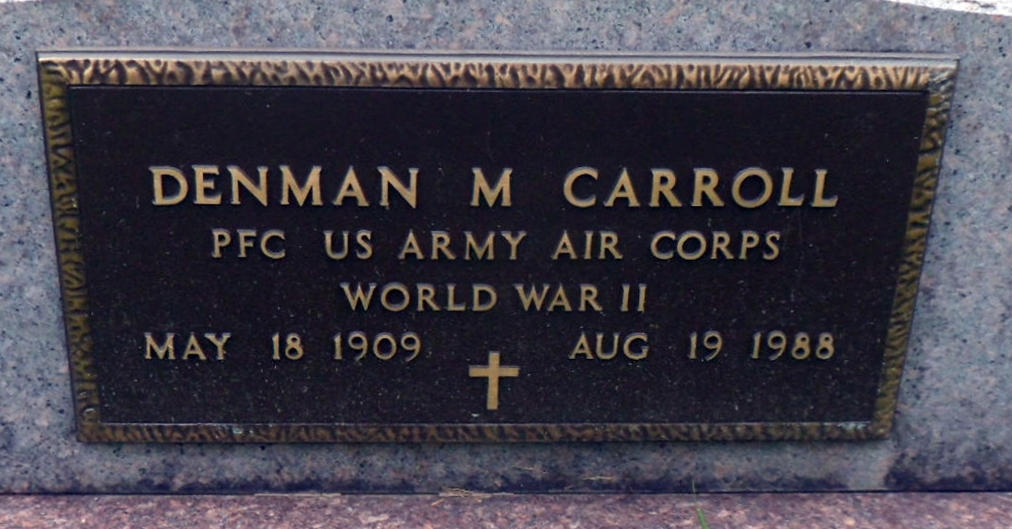 DENMAN M CARROLL
PFC US ARMY AIR CORPS
WORLD WAR II
MAY 18 1909 AUG 19 1988